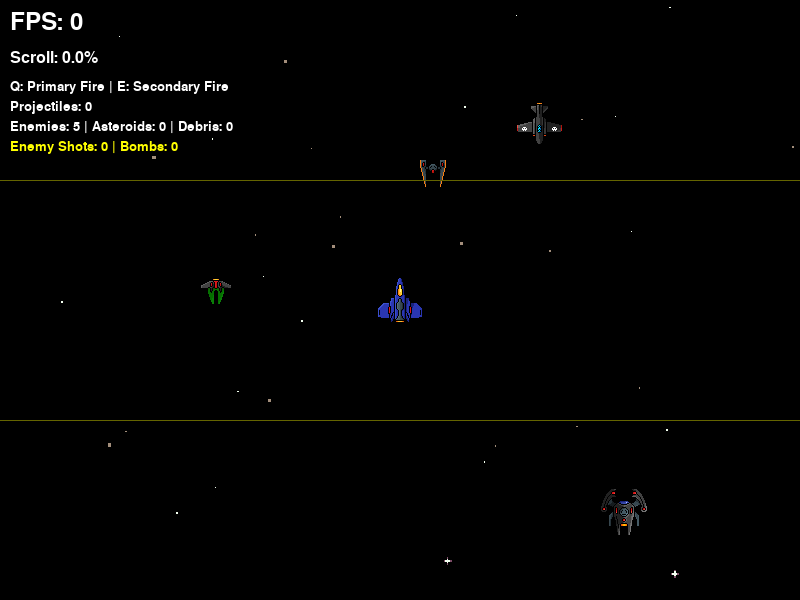 FPS: 0
Scroll: 0.0%
Q: Primary Fire | E: Secondary Fire
Projectiles: 0
Enemies: 5 | Asteroids: 0 | Debris: 0
Enemy Shots: 0 | Bombs: 0